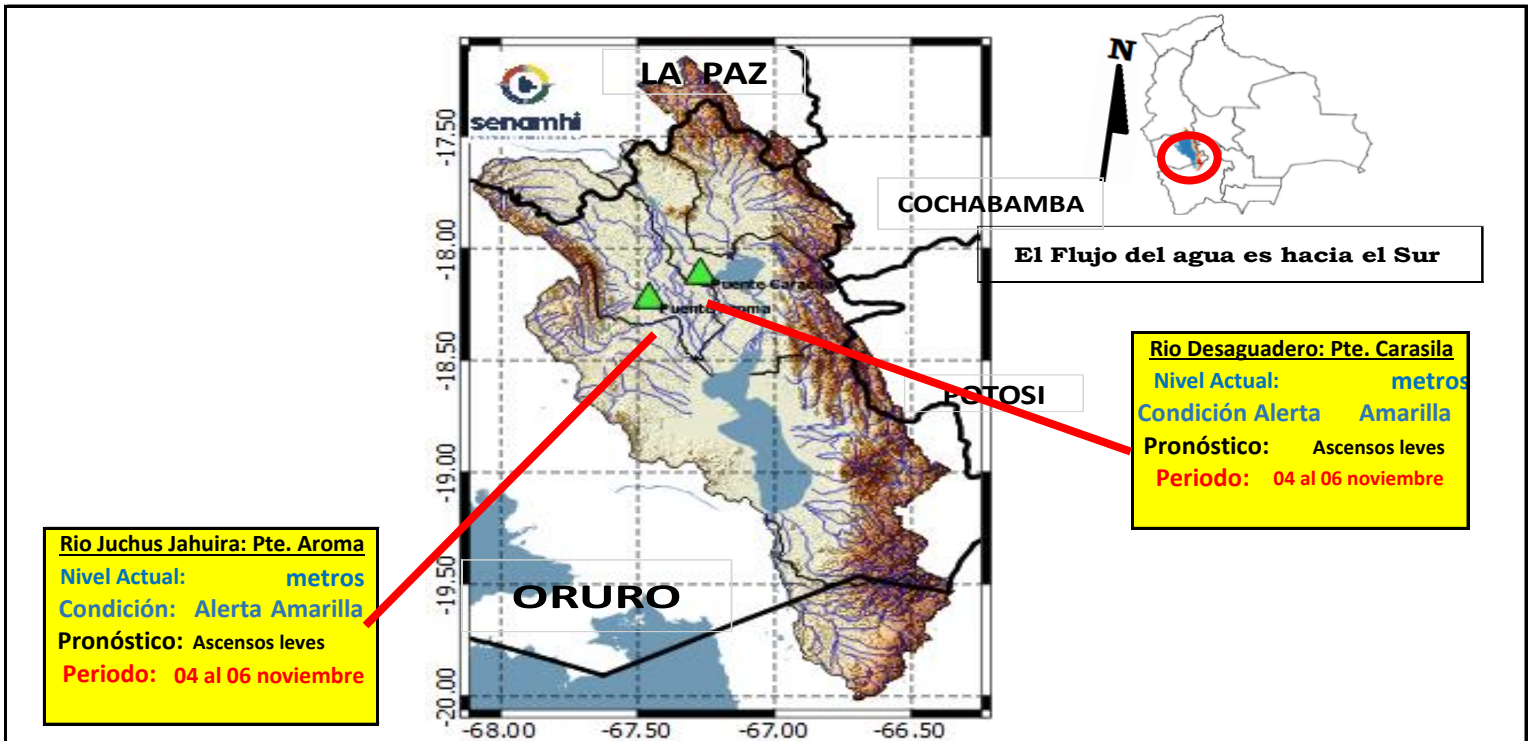 LA PAZ
senamhi
N
COCHABAMBA
El Flujo del agua es hacia el Sur
Puente Caracila
Puente Aroma
POTOSI
ORURO
Rio Desaguadero: Pte. Carasila
Nivel Actual: metros
Condición Alerta Amarilla
Pronóstico: Ascensos leves
Periodo: 04 al 06 noviembre
Rio Juchus Jahuira: Pte. Aroma
Nivel Actual: metros
Condición: Alerta Amarilla
Pronóstico: Ascensos leves
Periodo: 04 al 06 noviembre
-17.50
-18.00
-18.50
-19.00
-19.50
-20.00
-68.00 -67.50 -67.00 -66.50